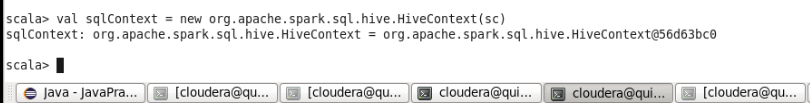 scala> val sqlContext = new org.apache.spark.sql.hive.HiveContext(sc)
sqlContext: org.apache.spark.sql.hive.HiveContext = org.apache.spark.sql.hive.HiveContext@56d63bc0
scala>
Java - JavaPra... [cloudera@qu... [cloudera@qu... cloudera@qui... cloudera@qui... [cloudera@qu...